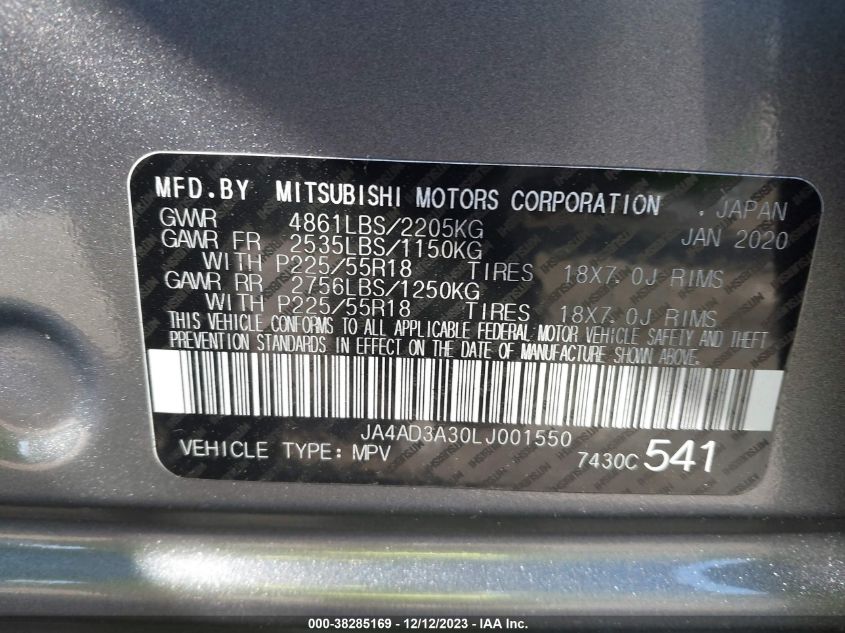 MFD.BY MITSUBISHI MOTORS CORPORATION . JAPAN
GVWR 4861LBS/2205KG JAN 2020
GAWR FR 2535LBS/1150KG
WITH P225/55R18 TIRES 18X7.0J RIMS
GAWR RR 2756LBS/1250KG
WITH P225/55R18 TIRES 18X7.0J RIMS
THIS VEHICLE CONFORMS TO ALL APPLICABLE FEDERAL MOTOR VEHICLE SAFETY AND THEFT
PREVENTION STANDARDS IN EFFECT ON THE DATE OF MANUFACTURE SHOWN ABOVE.
JA4AD3A30LJ001550
VEHICLE TYPE: MPV 7430C 541
000-38285169 - 12/12/2023 - IAA Inc.